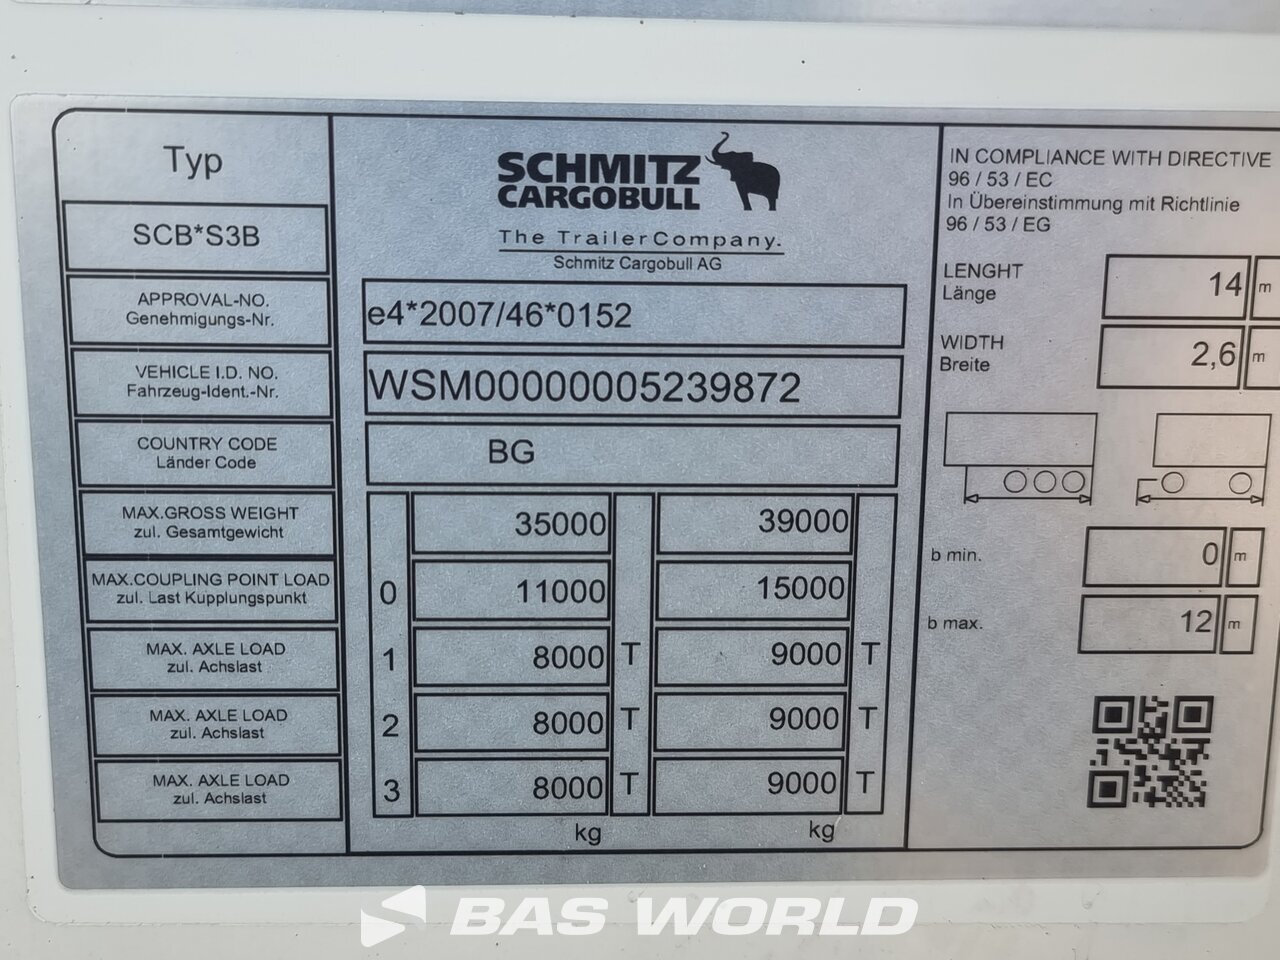 Typ
SCB*S3B
APPROVAL-NO.
Genehmigungs-Nr.
VEHICLE I.D. NO.
Fahrzeug-Ident.-Nr.
COUNTRY CODE
Länder Code
MAX.GROSS WEIGHT
zul. Gesamtgewicht
MAX.COUPLING POINT LOAD
zul. Last Kupplungspunkt
MAX. AXLE LOAD
zul. Achslast
MAX. AXLE LOAD
zul. Achslast
MAX. AXLE LOAD
zul. Achslast
SCHMITZ
CARGOBULL
The TrailerCompany.
Schmitz Cargobull AG
e4*2007/46*0152
WSM00000005239872
BG
35000 39000
0 11000 15000
1 8000 T 9000 T
2 8000 T 9000 T
3 8000 T 9000 T
kg kg
IN COMPLIANCE WITH DIRECTIVE
96 / 53 / EC
In Übereinstimmung mit Richtlinie
96 / 53 / EG
LENGHT
Länge
14 m
WIDTH
Breite
2,6 m
b min. 0 m
b max. 12 m
BAS WORLD